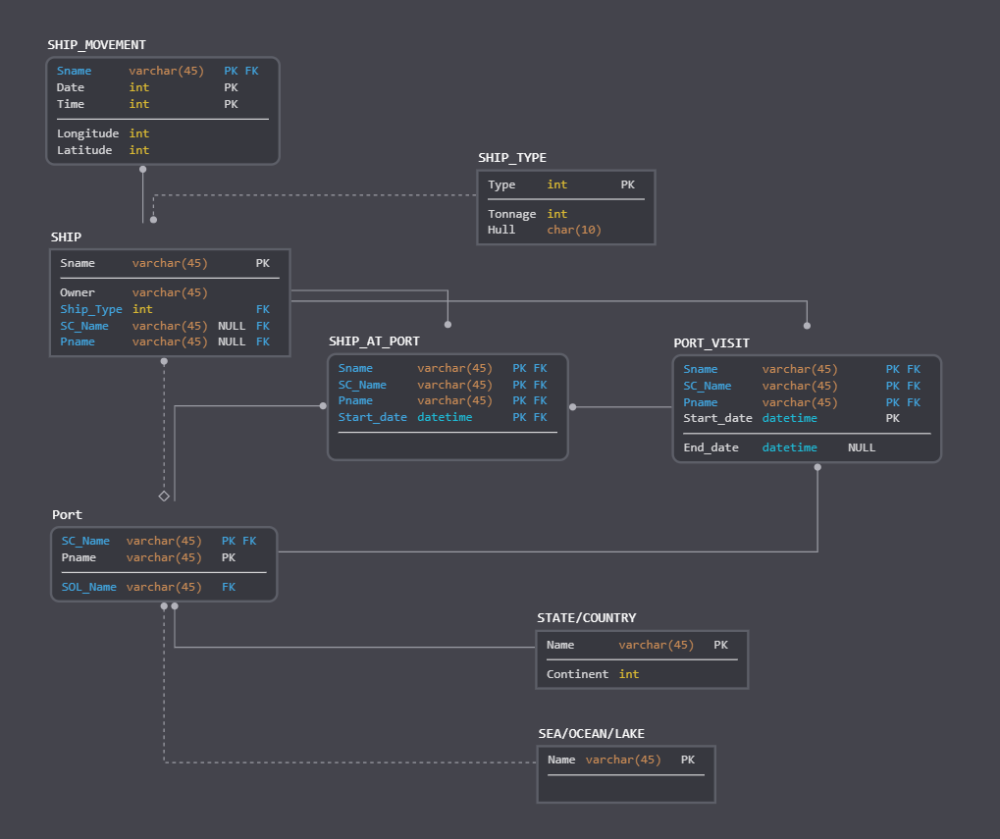 SHIP_MOVEMENT
Sname varchar(45) PK FK
Date int PK
Time int PK
Longitude int
Latitude int
SHIP_TYPE
Type int PK
Tonnage int
Hull char(10)
SHIP
Sname varchar(45) PK
Owner varchar(45)
Ship_Type int FK
SC_Name varchar(45) NULL FK
Pname varchar(45) NULL FK
SHIP_AT_PORT
Sname varchar(45) PK FK
SC_Name varchar(45) PK FK
Pname varchar(45) PK FK
Start_date datetime PK FK
PORT_VISIT
Sname varchar(45) PK FK
SC_Name varchar(45) PK FK
Pname varchar(45) PK FK
Start_date datetime PK
End_date datetime NULL
Port
SC_Name varchar(45) PK FK
Pname varchar(45) PK
SOL_Name varchar(45) FK
STATE/COUNTRY
Name varchar(45) PK
Continent int
SEA/OCEAN/LAKE
Name varchar(45) PK